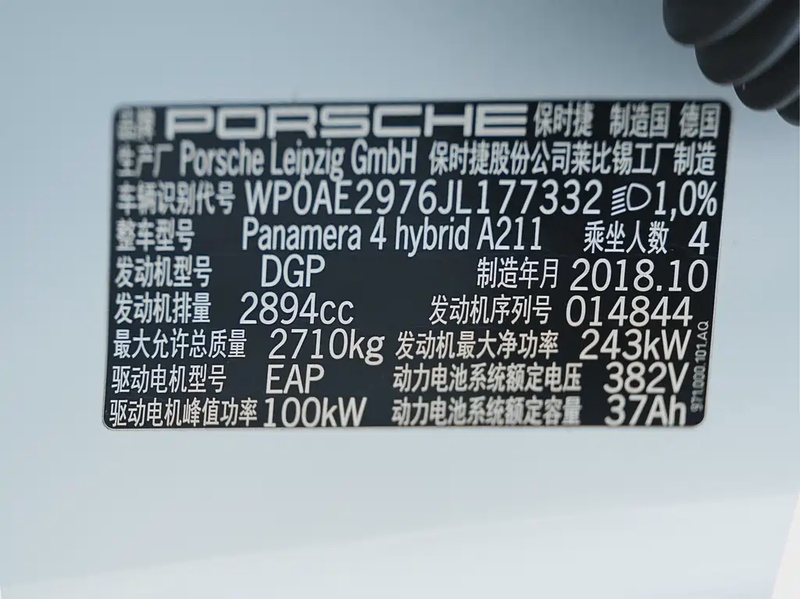 品牌 PORSCHE 保时捷 制造国 德国
生产厂 Porsche Leipzig GmbH 保时捷股份公司莱比锡工厂制造
车辆识别代号 WP0AE2976JL177332 1,0%
整车型号 Panamera 4 hybrid A211 乘坐人数 4
发动机型号 DGP 制造年月 2018.10
发动机排量 2894cc 发动机序列号 014844
最大允许总质量 2710kg 发动机最大净功率 243kW
驱动电机型号 EAP 动力电池系统额定电压 382V
驱动电机峰值功率 100kW 动力电池系统额定容量 37Ah
971.000.101.AQ